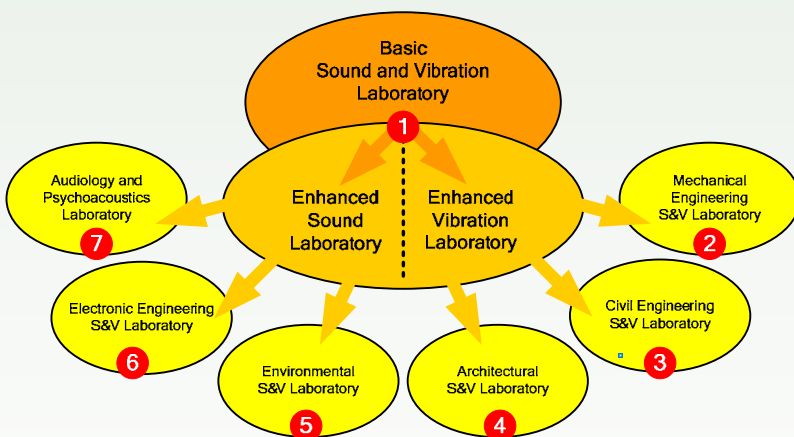 Basic
Sound and Vibration
Laboratory
1
Enhanced
Sound
Laboratory
Enhanced
Vibration
Laboratory
Mechanical
Engineering
S&V Laboratory
2
Civil Engineering
S&V Laboratory
3
Architectural
S&V Laboratory
4
Environmental
S&V Laboratory
5
Electronic Engineering
S&V Laboratory
6
Audiology and
Psychoacoustics
Laboratory
7